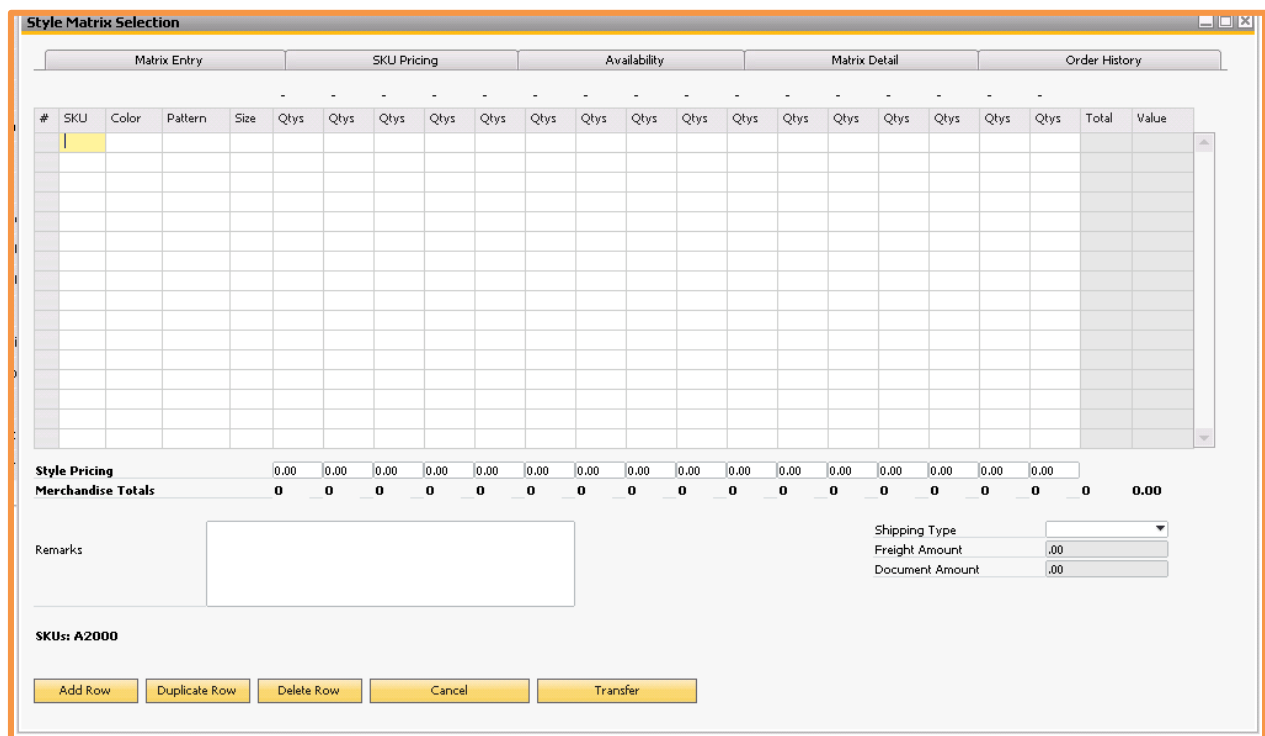 Style Matrix Selection
Matrix Entry SKU Pricing Availability Matrix Detail Order History
- - - - - - - - - - - - - - - -
# SKU Color Pattern Size Qtys Qtys Qtys Qtys Qtys Qtys Qtys Qtys Qtys Qtys Qtys Qtys Qtys Qtys Qtys Qtys Total Value
Style Pricing 0.00 0.00 0.00 0.00 0.00 0.00 0.00 0.00 0.00 0.00 0.00 0.00 0.00 0.00 0.00 0.00
Merchandise Totals 0 0 0 0 0 0 0 0 0 0 0 0 0 0 0 0 0 0.00
Shipping Type
Remarks Freight Amount .00
Document Amount .00
SKUs: A2000
Add Row Duplicate Row Delete Row Cancel Transfer